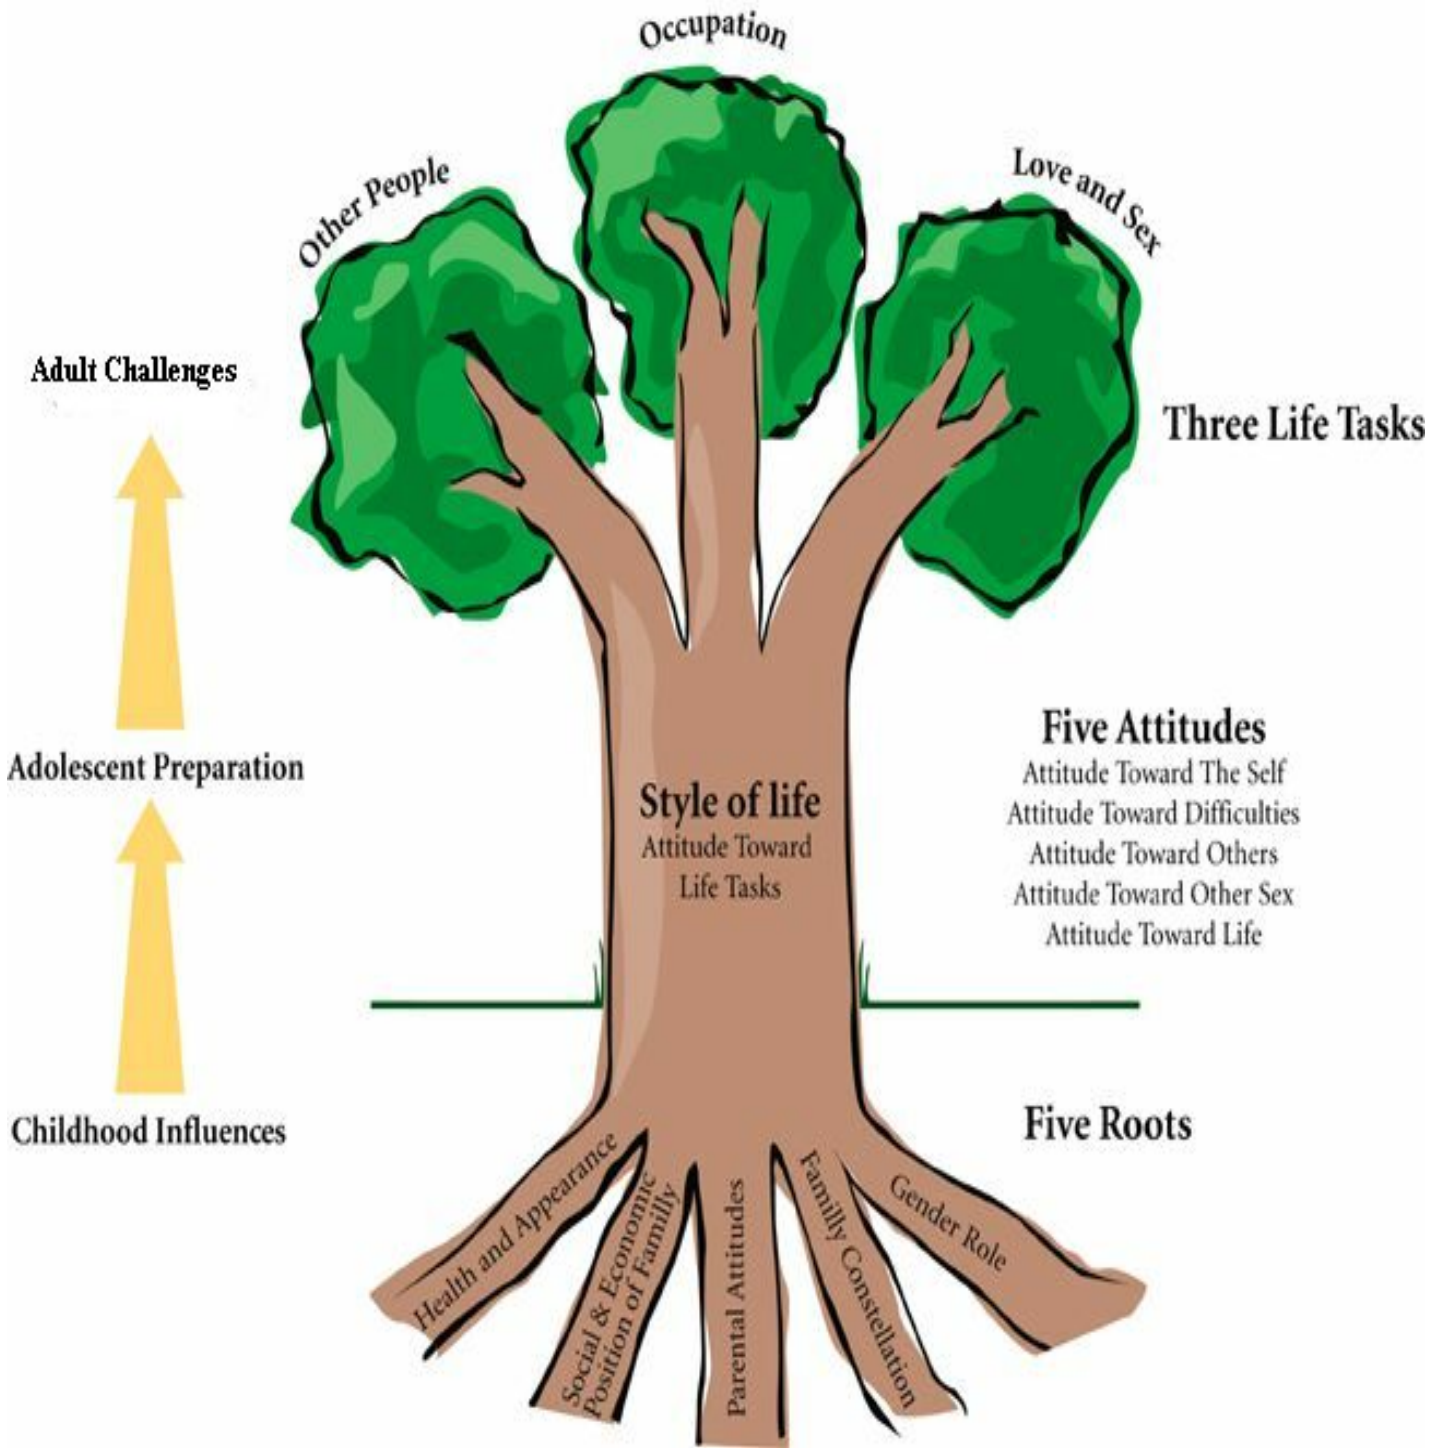 Occupation
Other People
Love and Sex
Adult Challenges
Three Life Tasks
Adolescent Preparation
Five Attitudes
Attitude Toward The Self
Attitude Toward Difficulties
Attitude Toward Others
Attitude Toward Other Sex
Attitude Toward Life
Style of life
Attitude Toward
Life Tasks
Childhood Influences
Five Roots
Health and Appearance
Social & Economic
Position of Familly
Parental Attitudes
Familly Constellation
Gender Role